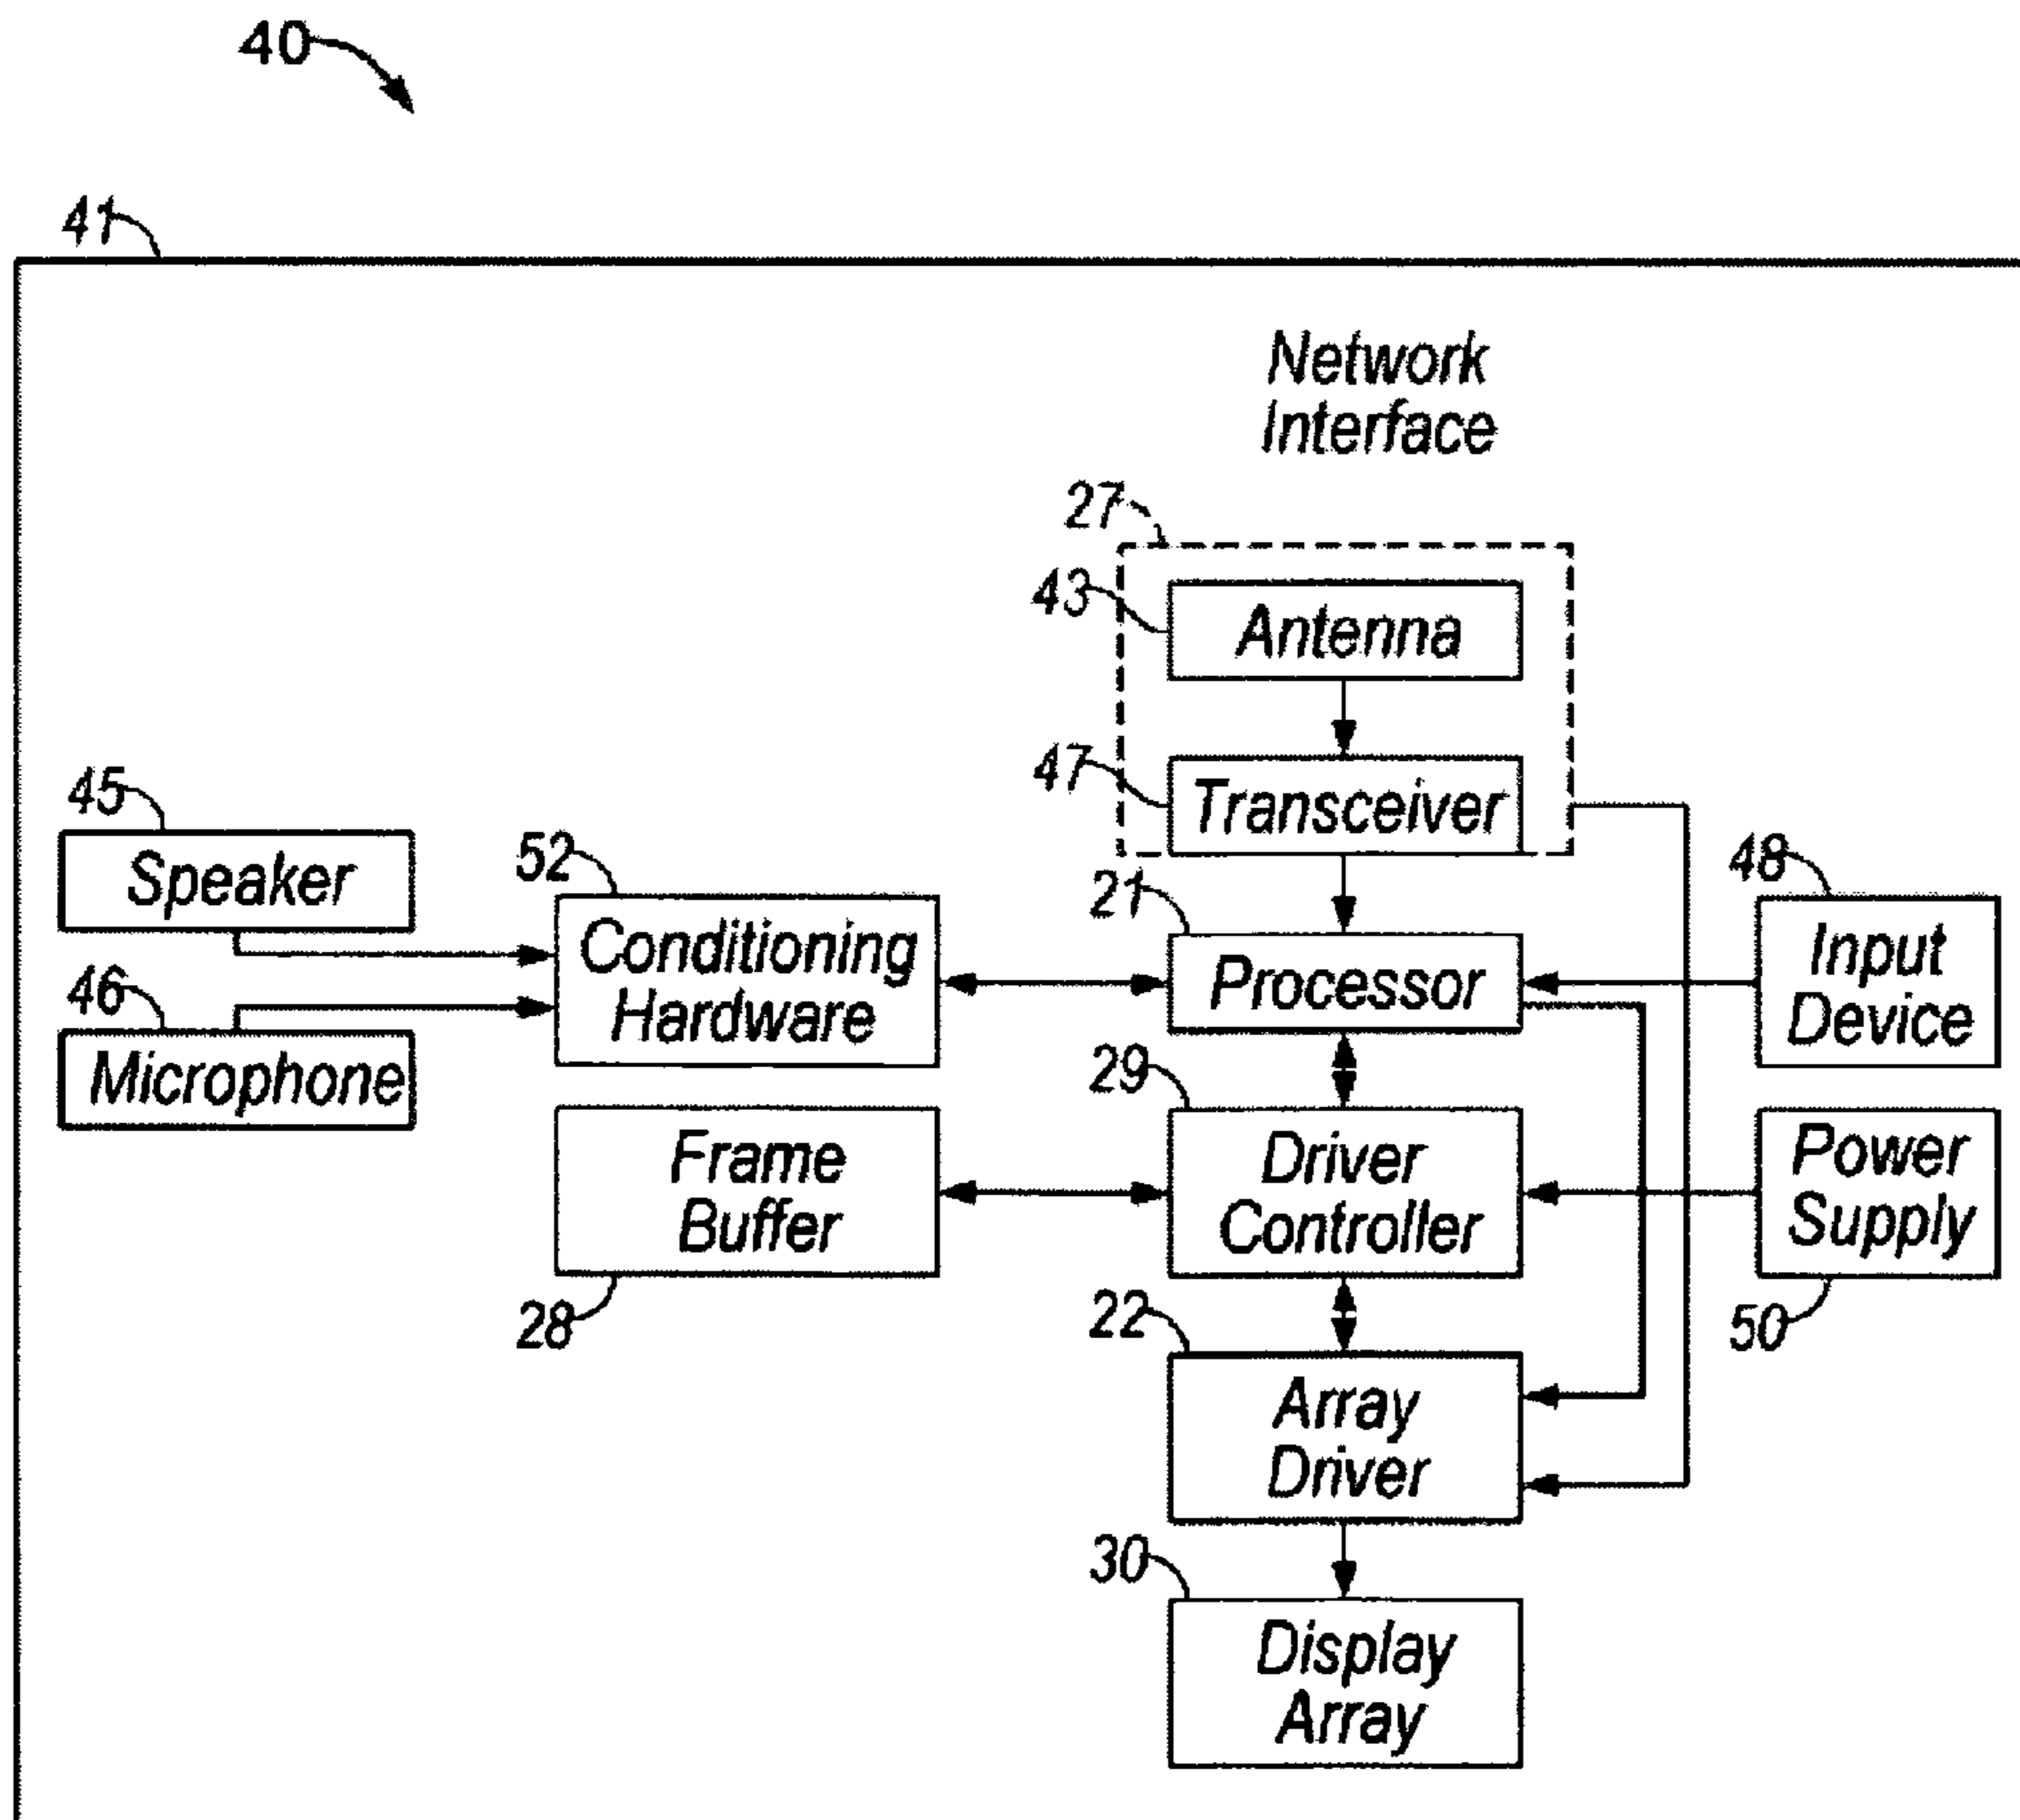 40
41
Network
Interface
27
43
Antenna
47
Transceiver
45
Speaker
52
Conditioning
Hardware
21
Processor
48
Input
Device
46
Microphone
29
Driver
Controller
Frame
Buffer
28
Power
Supply
50
22
Array
Driver
30
Display
Array